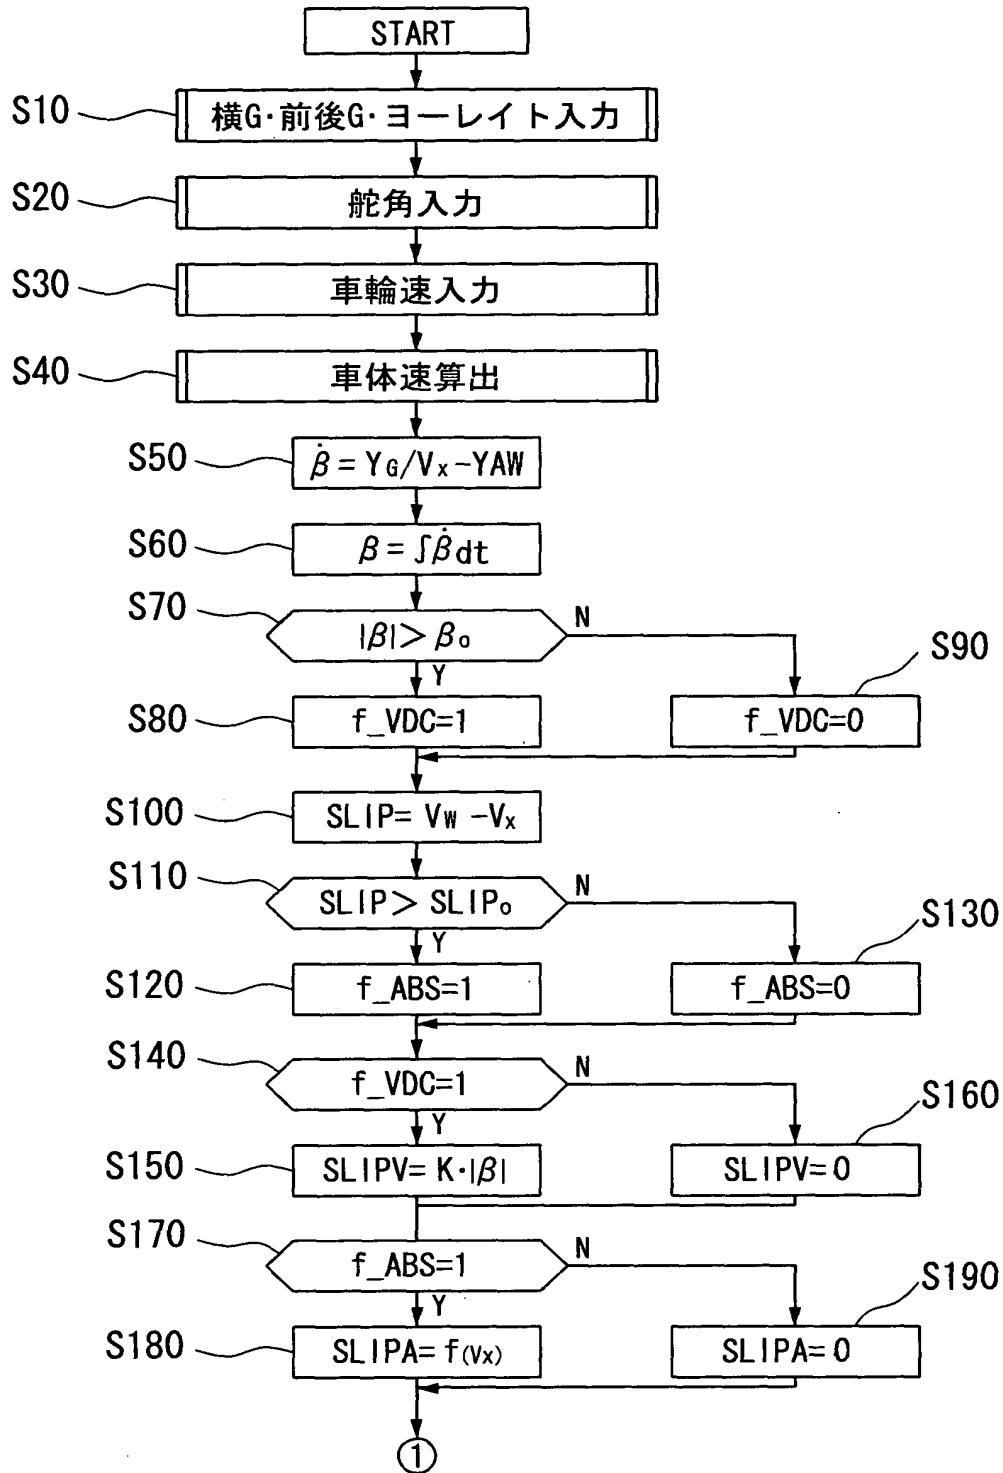 START
S10
横G·前後G·ヨーレイト入力
S20
舵角入力
S30
車輪速入力
S40
車体速算出
S50
β̇ = YG/Vx − YAW
S60
β = ∫β̇dt
S70
|β| > β₀
N
Y
S80
f_VDC=1
S90
f_VDC=0
S100
SLIP= VW −Vx
S110
SLIP> SLIP₀
N
Y
S120
f_ABS=1
S130
f_ABS=0
S140
f_VDC=1
N
Y
S150
SLIPV= K·|β|
S160
SLIPV=0
S170
f_ABS=1
N
Y
S180
SLIPA= f(Vx)
S190
SLIPA=0
①